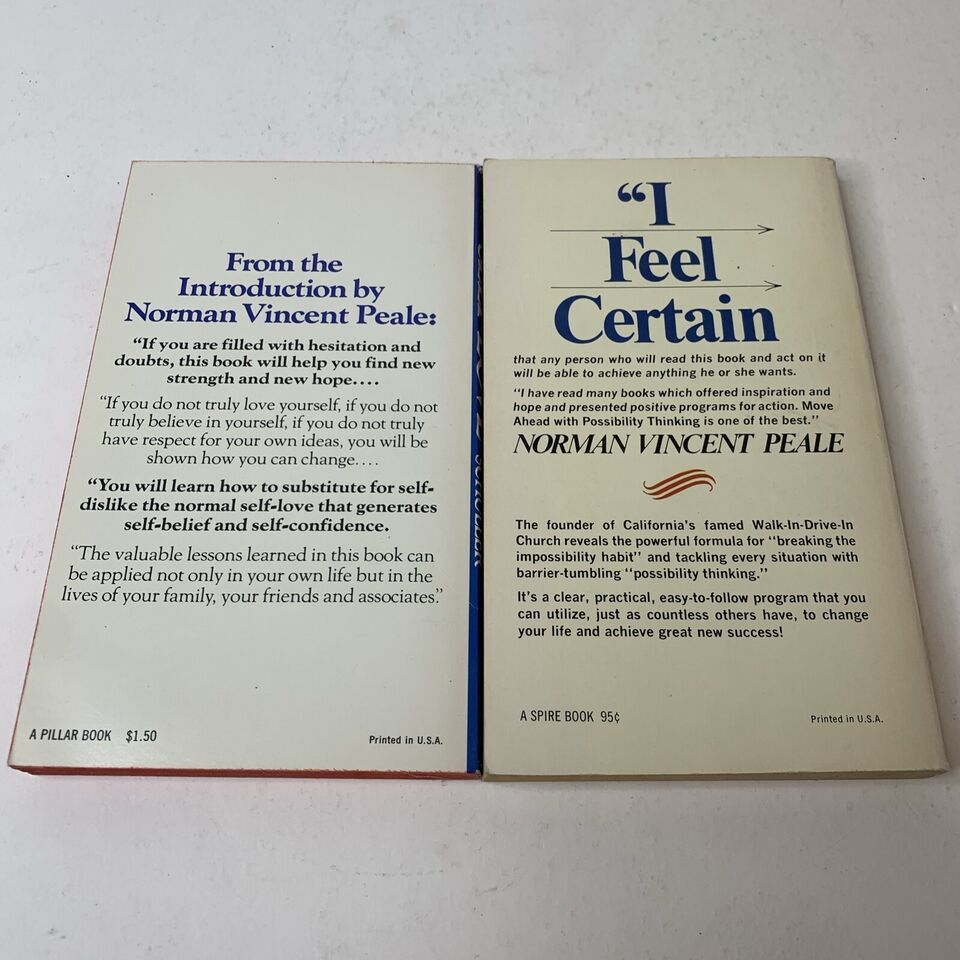 From the
Introduction by
Norman Vincent Peale:
“If you are filled with hesitation and
doubts, this book will help you find new
strength and new hope....
“If you do not truly love yourself, if you do not
truly believe in yourself, if you do not truly
have respect for your own ideas, you will be
shown how you can change....
“You will learn how to substitute for self-
dislike the normal self-love that generates
self-belief and self-confidence.
“The valuable lessons learned in this book can
be applied not only in your own life but in the
lives of your family, your friends and associates.”
A PILLAR BOOK $1.50
Printed in U.S.A.
SCHULLER
“I
Feel
Certain
that any person who will read this book and act on it
will be able to achieve anything he or she wants.
"I have read many books which offered inspiration and
hope and presented positive programs for action. Move
Ahead with Possibility Thinking is one of the best."
NORMAN VINCENT PEALE
The founder of California's famed Walk-In-Drive-In
Church reveals the powerful formula for "breaking the
impossibility habit" and tackling every situation with
barrier-tumbling "possibility thinking."
It's a clear, practical, easy-to-follow program that you
can utilize, just as countless others have, to change
your life and achieve great new success!
A SPIRE BOOK 95¢
Printed in U.S.A.